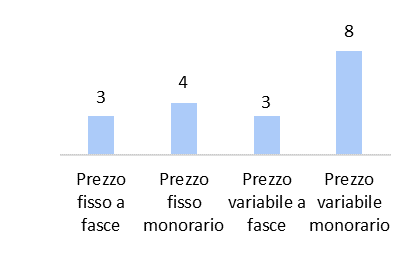 3
4
3
8
Prezzo fisso a fasce
Prezzo fisso monorario
Prezzo variabile a fasce
Prezzo variabile monorario